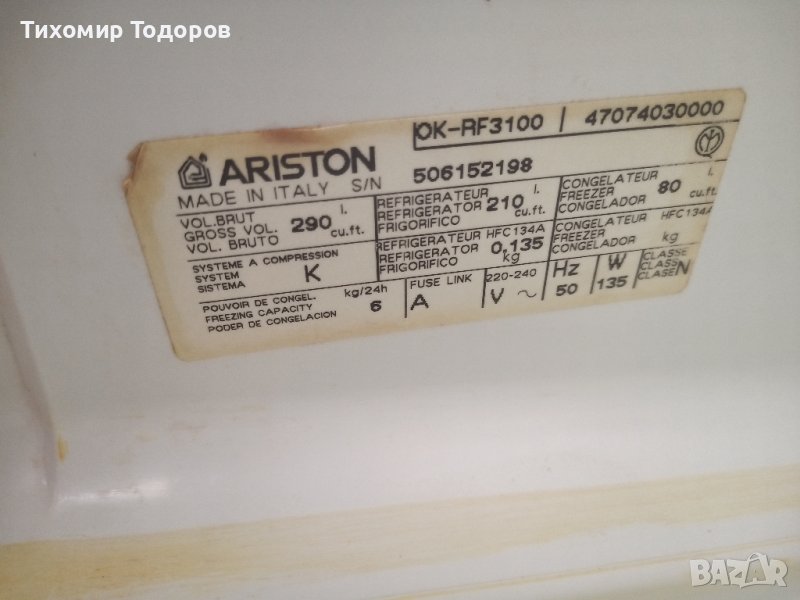 Тихомир Тодоров
OK-RF3100 47074030000
ARISTON
MADE IN ITALY S/N 506152198
VOL.BRUT
GROSS VOL. 290 l. cu.ft.
VOL. BRUTO
REFRIGERATEUR
REFRIGERATOR 210 l. cu.ft.
FRIGORIFICO
CONGELATEUR
FREEZER 80 l. cu.ft.
CONGELADOR
SYSTEME A COMPRESSION
SYSTEM K
SISTEMA
REFRIGERATEUR HFC134A
REFRIGERATOR 0,135 kg
FRIGORIFICO
CONGELATEUR HFC134A
FREEZER kg
CONGELADOR
POUVOIR DE CONGEL. kg/24h
FREEZING CAPACITY 6
PODER DE CONGELACION
FUSE LINK
A
220-240
V ~
Hz
50
W
135
CLASSE
CLASS N
CLASE
BAZAR